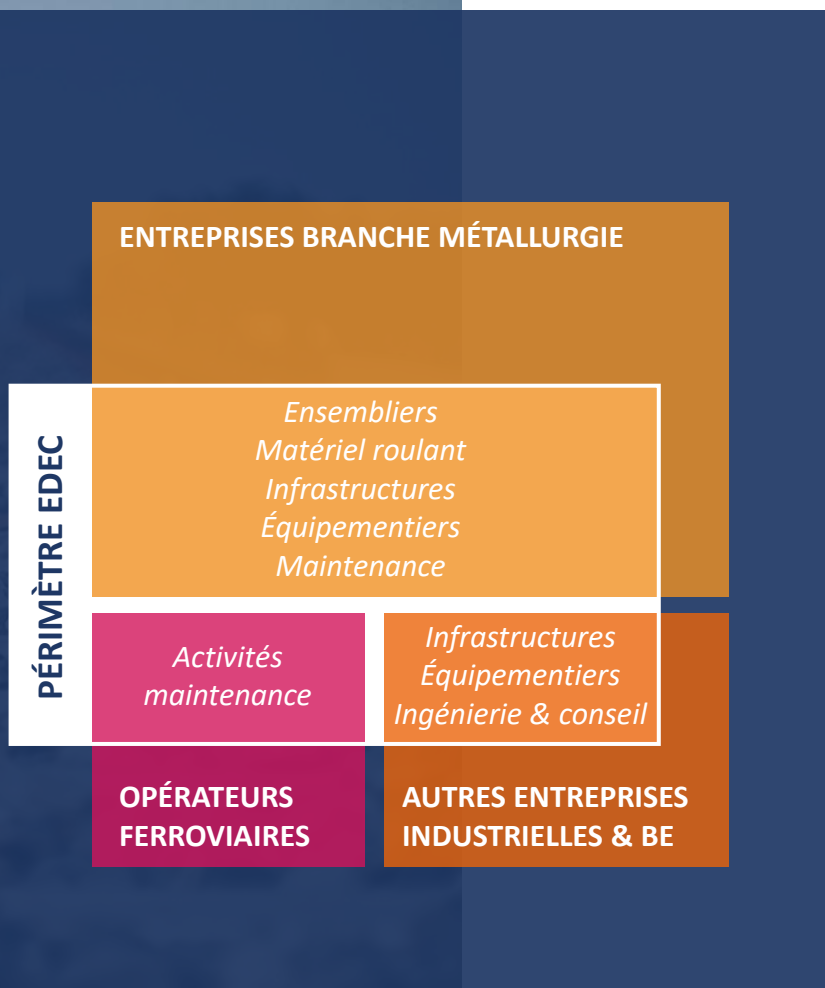 ENTREPRISES BRANCHE MÉTALLURGIE
PÉRIMÈTRE EDEC
Ensembliers
Matériel roulant
Infrastructures
Équipementiers
Maintenance
Activités
maintenance
Infrastructures
Équipementiers
Ingénierie & conseil
OPÉRATEURS
FERROVIAIRES
AUTRES ENTREPRISES
INDUSTRIELLES & BE